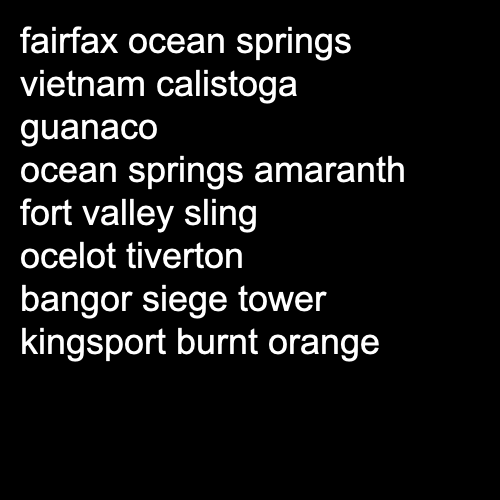 fairfax ocean springs
vietnam calistoga
guanaco
ocean springs amaranth
fort valley sling
ocelot tiverton
bangor siege tower
kingsport burnt orange